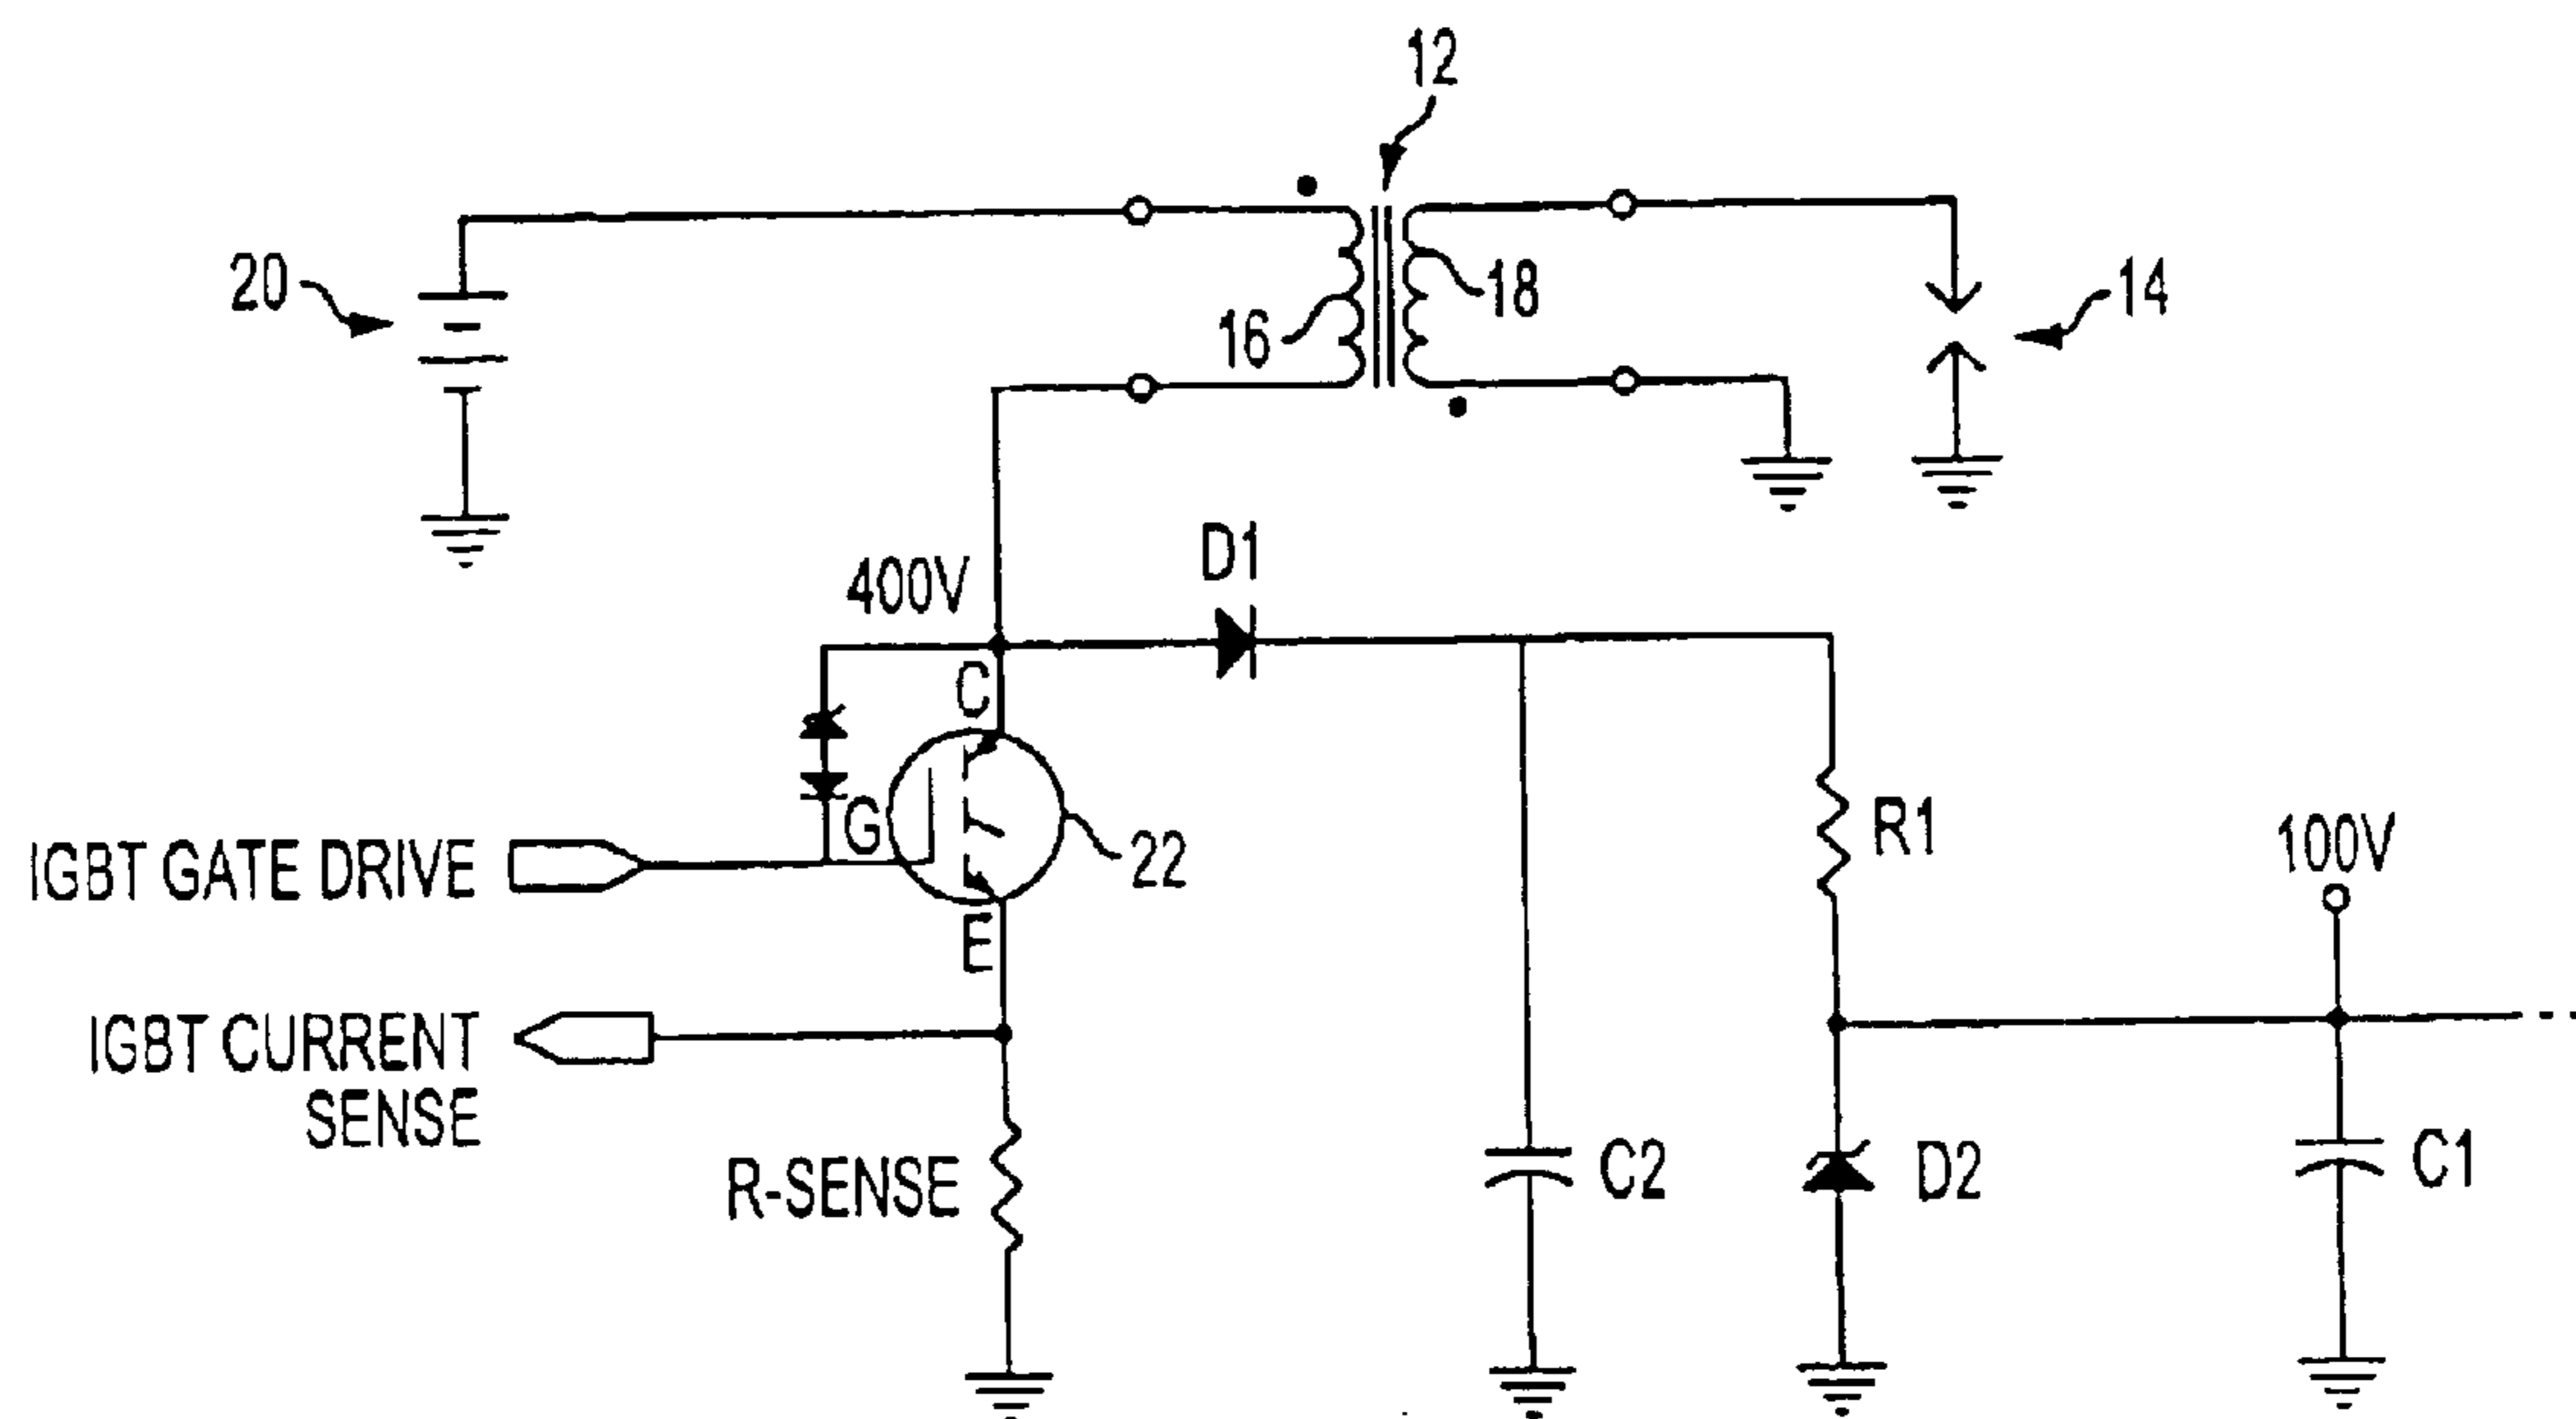 12
20
16
18
14
400V
D1
C
G
22
R1
100V
IGBT GATE DRIVE
E
IGBT CURRENT
SENSE
R-SENSE
C2
D2
C1